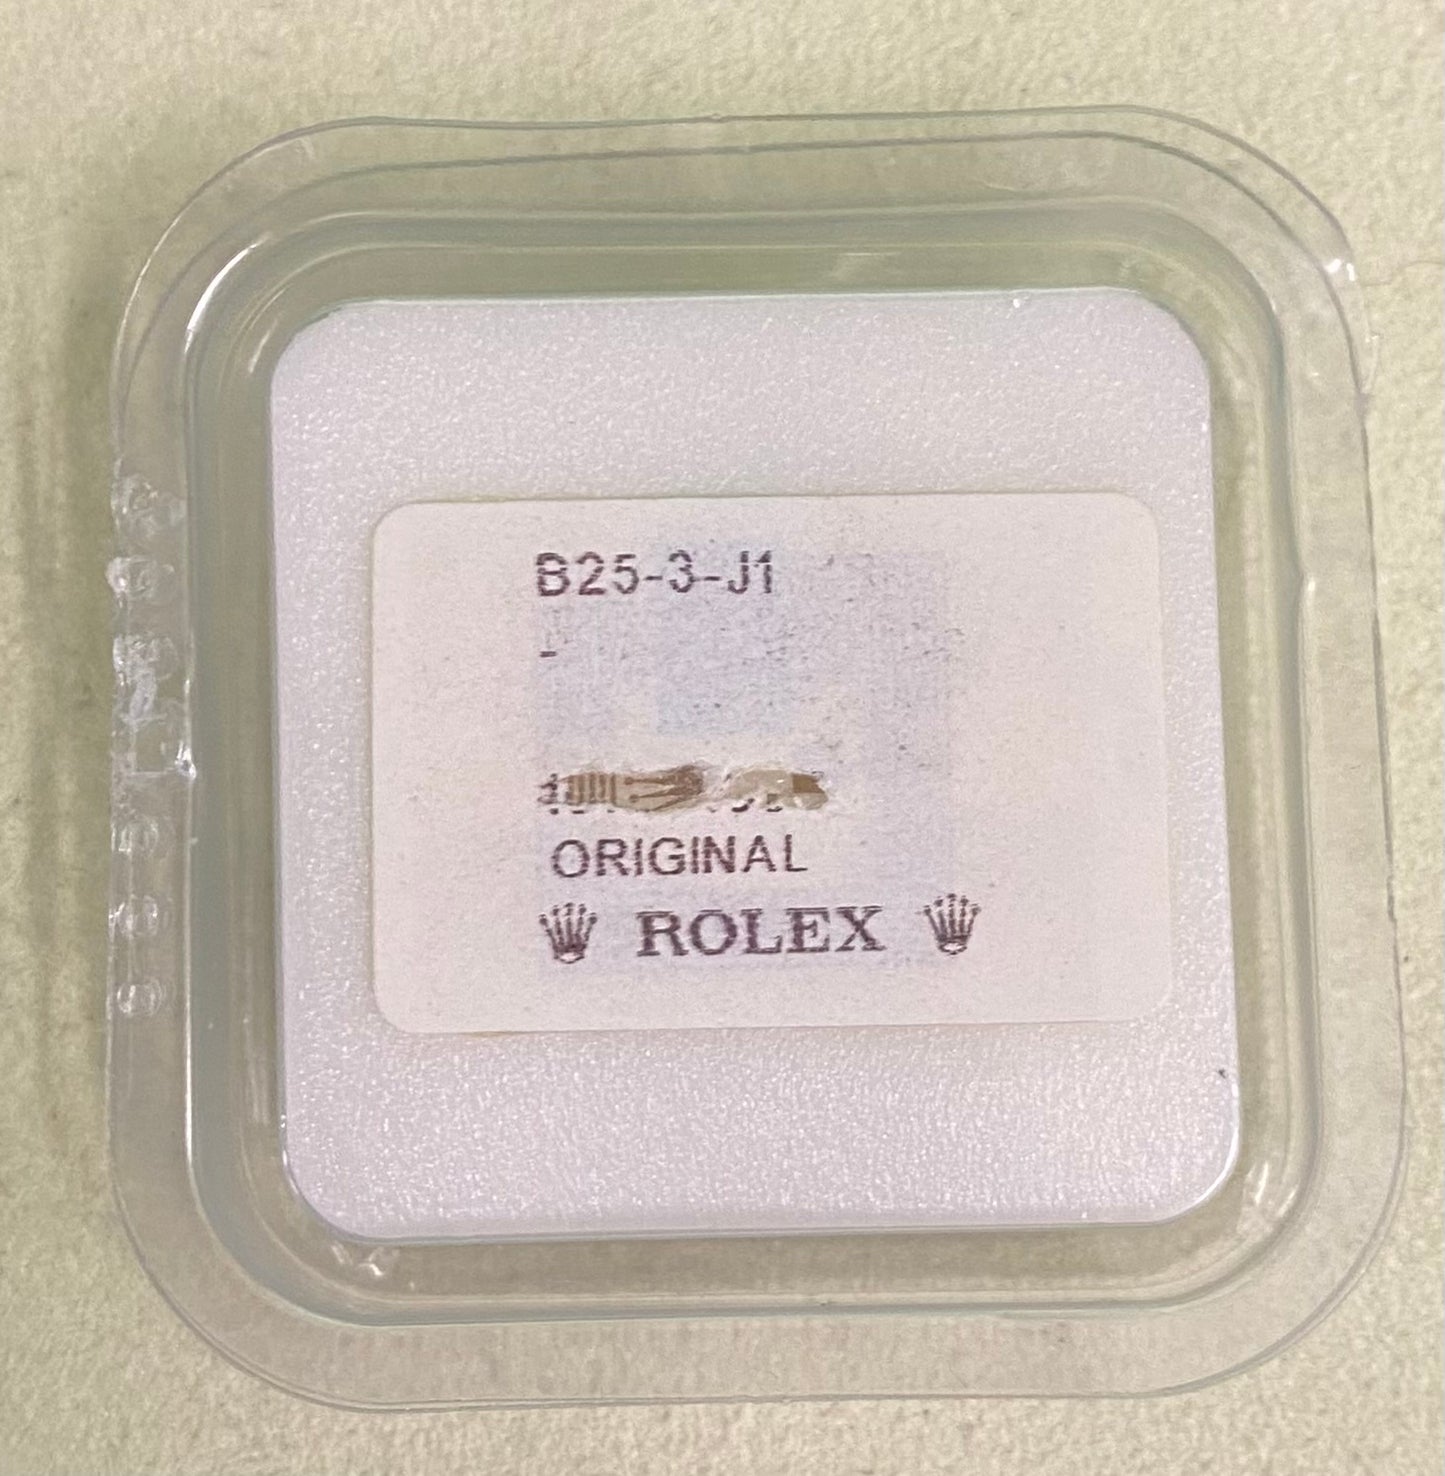 B25-3-J1
-
ORIGINAL
ROLEX